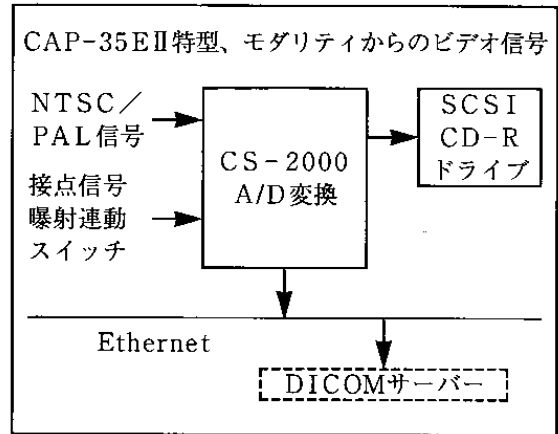 CAP-35EⅡ特型、モダリティからのビデオ信号
NTSC／
PAL信号
接点信号
曝射連動
スイッチ
CS-2000
A/D変換
SCSI
CD-R
ドライブ
Ethernet
DICOMサーバー